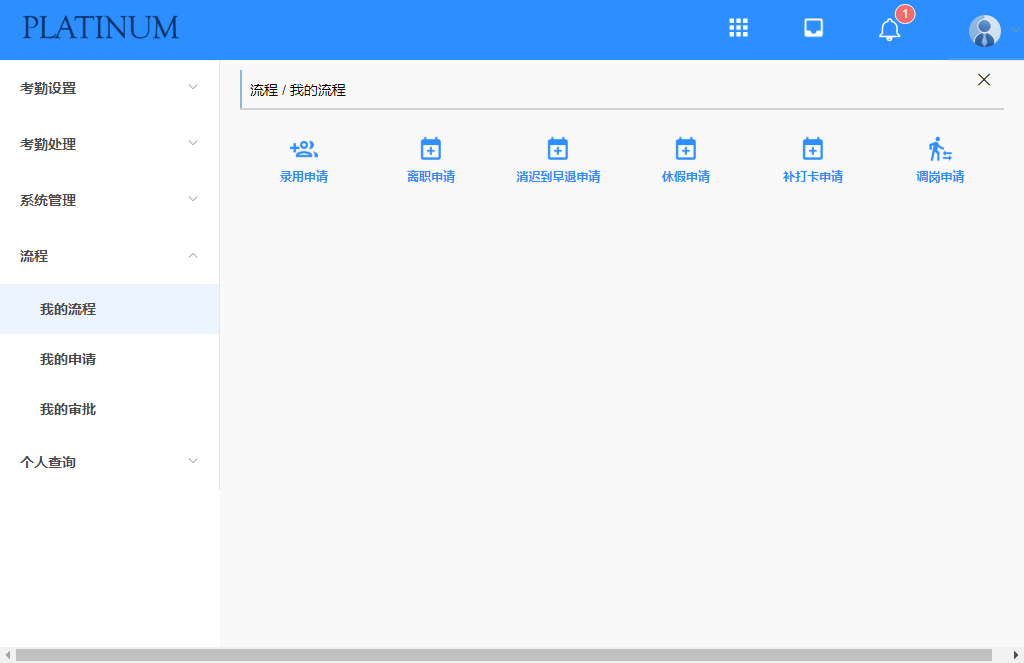 PLATINUM
1
考勤设置
考勤处理
系统管理
流程
我的流程
我的申请
我的审批
个人查询
流程 / 我的流程
录用申请
离职申请
消迟到早退申请
休假申请
补打卡申请
调岗申请